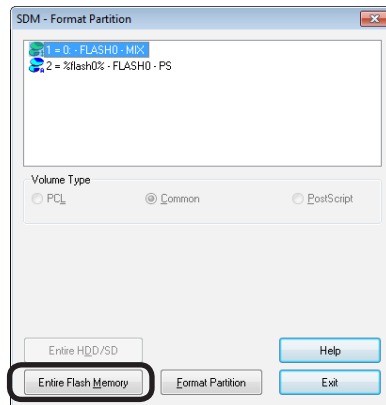 SDM - Format Partition
1 = 0: - FLASH0 - MIX
2 = %flash0% - FLASH0 - PS
Volume Type
PCL
Common
PostScript
Entire HDD/SD
Help
Entire Flash Memory
Format Partition
Exit